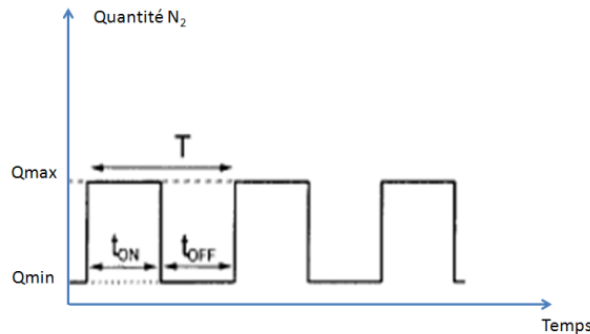 Quantité N₂
T
Qmax
tON
tOFF
Qmin
Temps